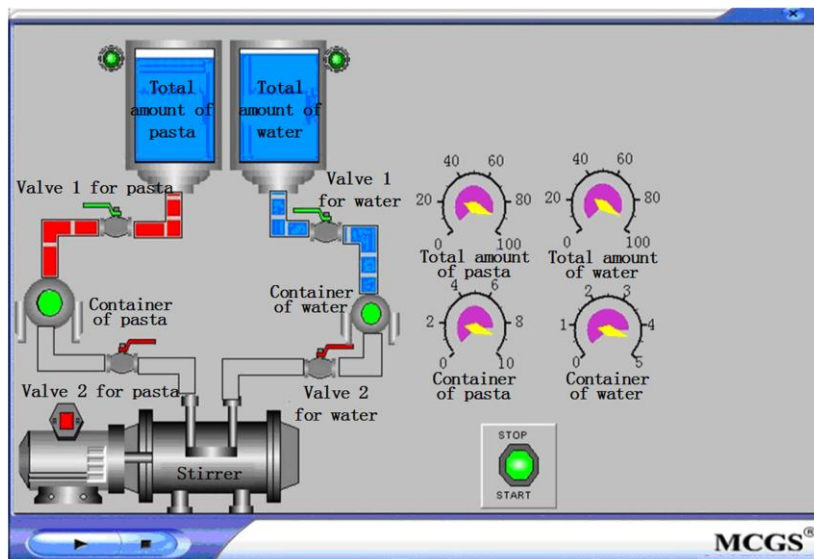 Total
amount of
pasta
Total
amount of
water
Valve 1 for pasta
Valve 1
for water
Container
of pasta
Container
of water
Valve 2 for pasta
Valve 2
for water
Stirrer
0 20 40 60 80 100
Total amount
of pasta
0 20 40 60 80 100
Total amount
of water
0 2 4 6 8 10
Container
of pasta
0 1 2 3 4 5
Container
of water
STOP
START
MCGS®